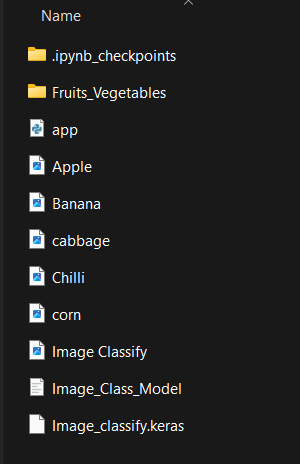 Name
.ipynb_checkpoints
Fruits_Vegetables
app
Apple
Banana
cabbage
Chilli
corn
Image Classify
Image_Class_Model
Image_classify.keras